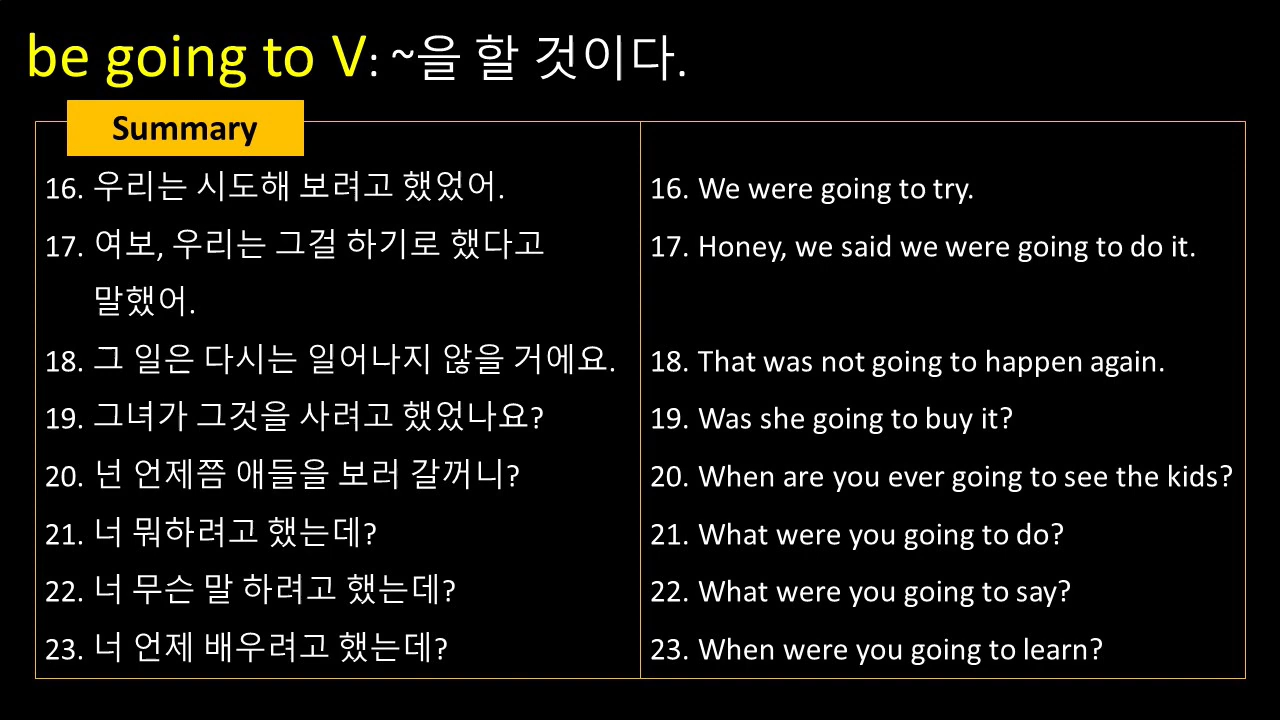 be going to V: ~을 할 것이다.
Summary
16. 우리는 시도해 보려고 했었어.
17. 여보, 우리는 그걸 하기로 했다고
말했어.
18. 그 일은 다시는 일어나지 않을 거에요.
19. 그녀가 그것을 사려고 했었나요?
20. 넌 언제쯤 애들을 보러 갈꺼니?
21. 너 뭐하려고 했는데?
22. 너 무슨 말 하려고 했는데?
23. 너 언제 배우려고 했는데?
16. We were going to try.
17. Honey, we said we were going to do it.
18. That was not going to happen again.
19. Was she going to buy it?
20. When are you ever going to see the kids?
21. What were you going to do?
22. What were you going to say?
23. When were you going to learn?